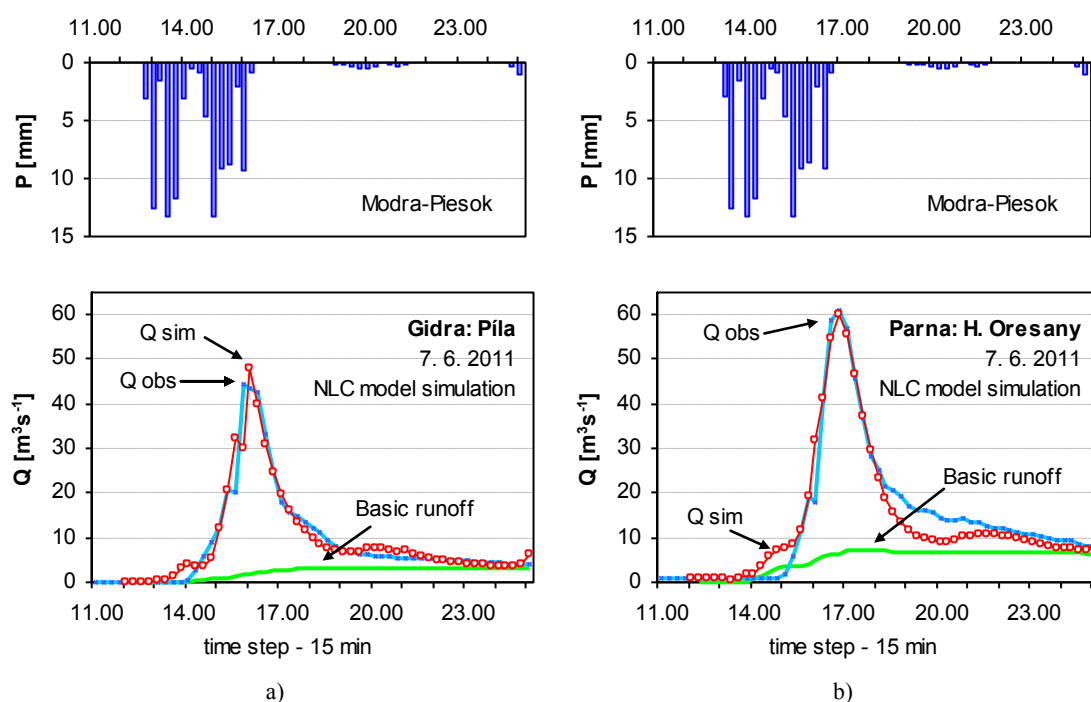 11.00 14.00 17.00 20.00 23.00
0
5
10
15
P [mm]
Modra-Piesok
11.00 14.00 17.00 20.00 23.00
0
5
10
15
P [mm]
Modra-Piesok
60
50
40
30
20
10
0
Q [m³s⁻¹]
Gidra: Píla
7. 6. 2011
NLC model simulation
Q sim
Q obs
Basic runoff
11.00 14.00 17.00 20.00 23.00
time step - 15 min
a)
60
50
40
30
20
10
0
Q [m³s⁻¹]
Parna: H. Oresany
7. 6. 2011
NLC model simulation
Q obs
Basic runoff
Q sim
11.00 14.00 17.00 20.00 23.00
time step - 15 min
b)